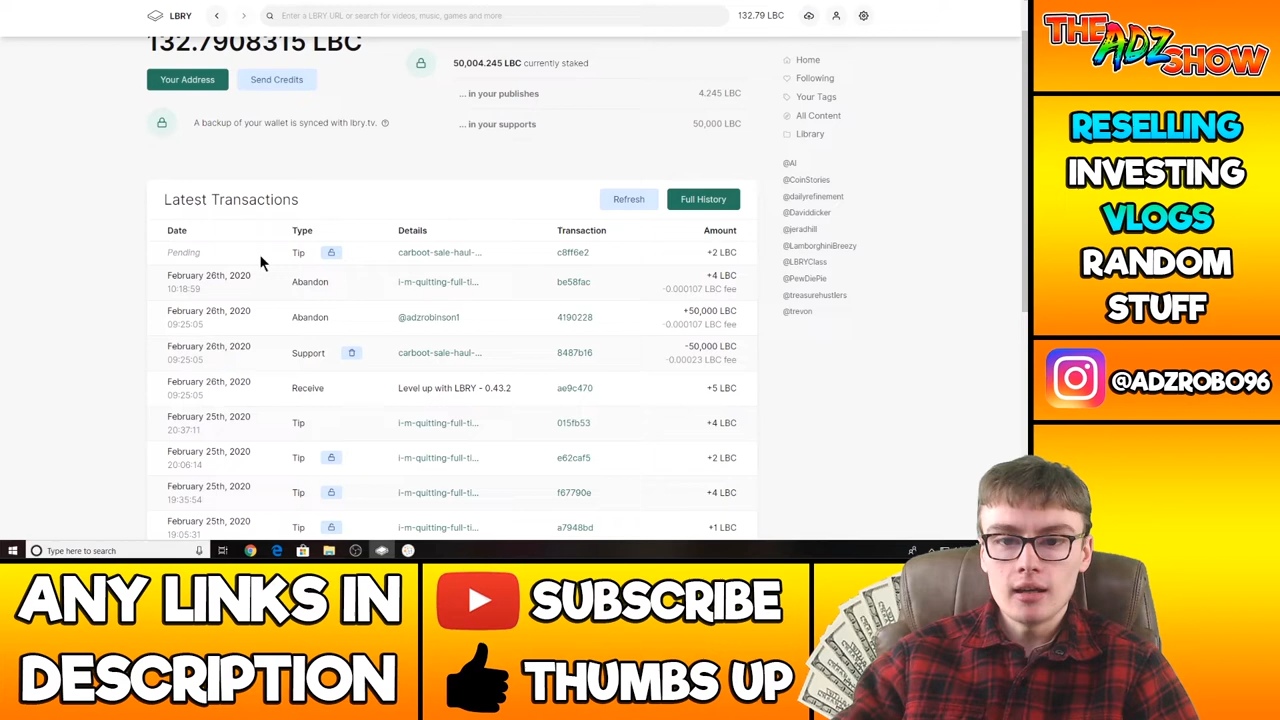 LBRY
Enter a LBRY URL or search for videos, music, games and more
132.79 LBC
132.7908315 LBC
Your Address
Send Credits
A backup of your wallet is synced with lbry.tv.
50,004.245 LBC currently staked
... in your publishes
4.245 LBC
... in your supports
50,000 LBC
Home
Following
Your Tags
All Content
Library
@AI
@CoinStories
@dailyrefinement
@Daviddicker
@jeradhill
@LamborghiniBreezy
@LBRYClass
@PewDiePie
@treasurehustlers
@trevon
Latest Transactions
Refresh
Full History
Date Type Details Transaction Amount
Pending Tip carboot-sale-haul-... c8ff6e2 +2 LBC
February 26th, 2020
10:18:59
Abandon i-m-quitting-full-ti... be58fac
+4 LBC
-0.000107 LBC fee
February 26th, 2020
09:25:05
Abandon @adzrobinson1 4190228
+50,000 LBC
-0.000107 LBC fee
February 26th, 2020
09:25:05
Support carboot-sale-haul-... 8487b16
-50,000 LBC
-0.00023 LBC fee
February 26th, 2020
09:25:05
Receive Level up with LBRY - 0.43.2 ae9c470 +5 LBC
February 25th, 2020
20:37:11
Tip i-m-quitting-full-ti... 015fb53 +4 LBC
February 25th, 2020
20:06:14
Tip i-m-quitting-full-ti... e62caf5 +2 LBC
February 25th, 2020
19:35:54
Tip i-m-quitting-full-ti... f67790e +4 LBC
February 25th, 2020
19:05:31
Tip i-m-quitting-full-ti... a7948bd +1 LBC
Type here to search
THE ADZ SHOW
RESELLING
INVESTING
VLOGS
RANDOM
STUFF
@ADZROBO96
ANY LINKS IN
DESCRIPTION
SUBSCRIBE
THUMBS UP